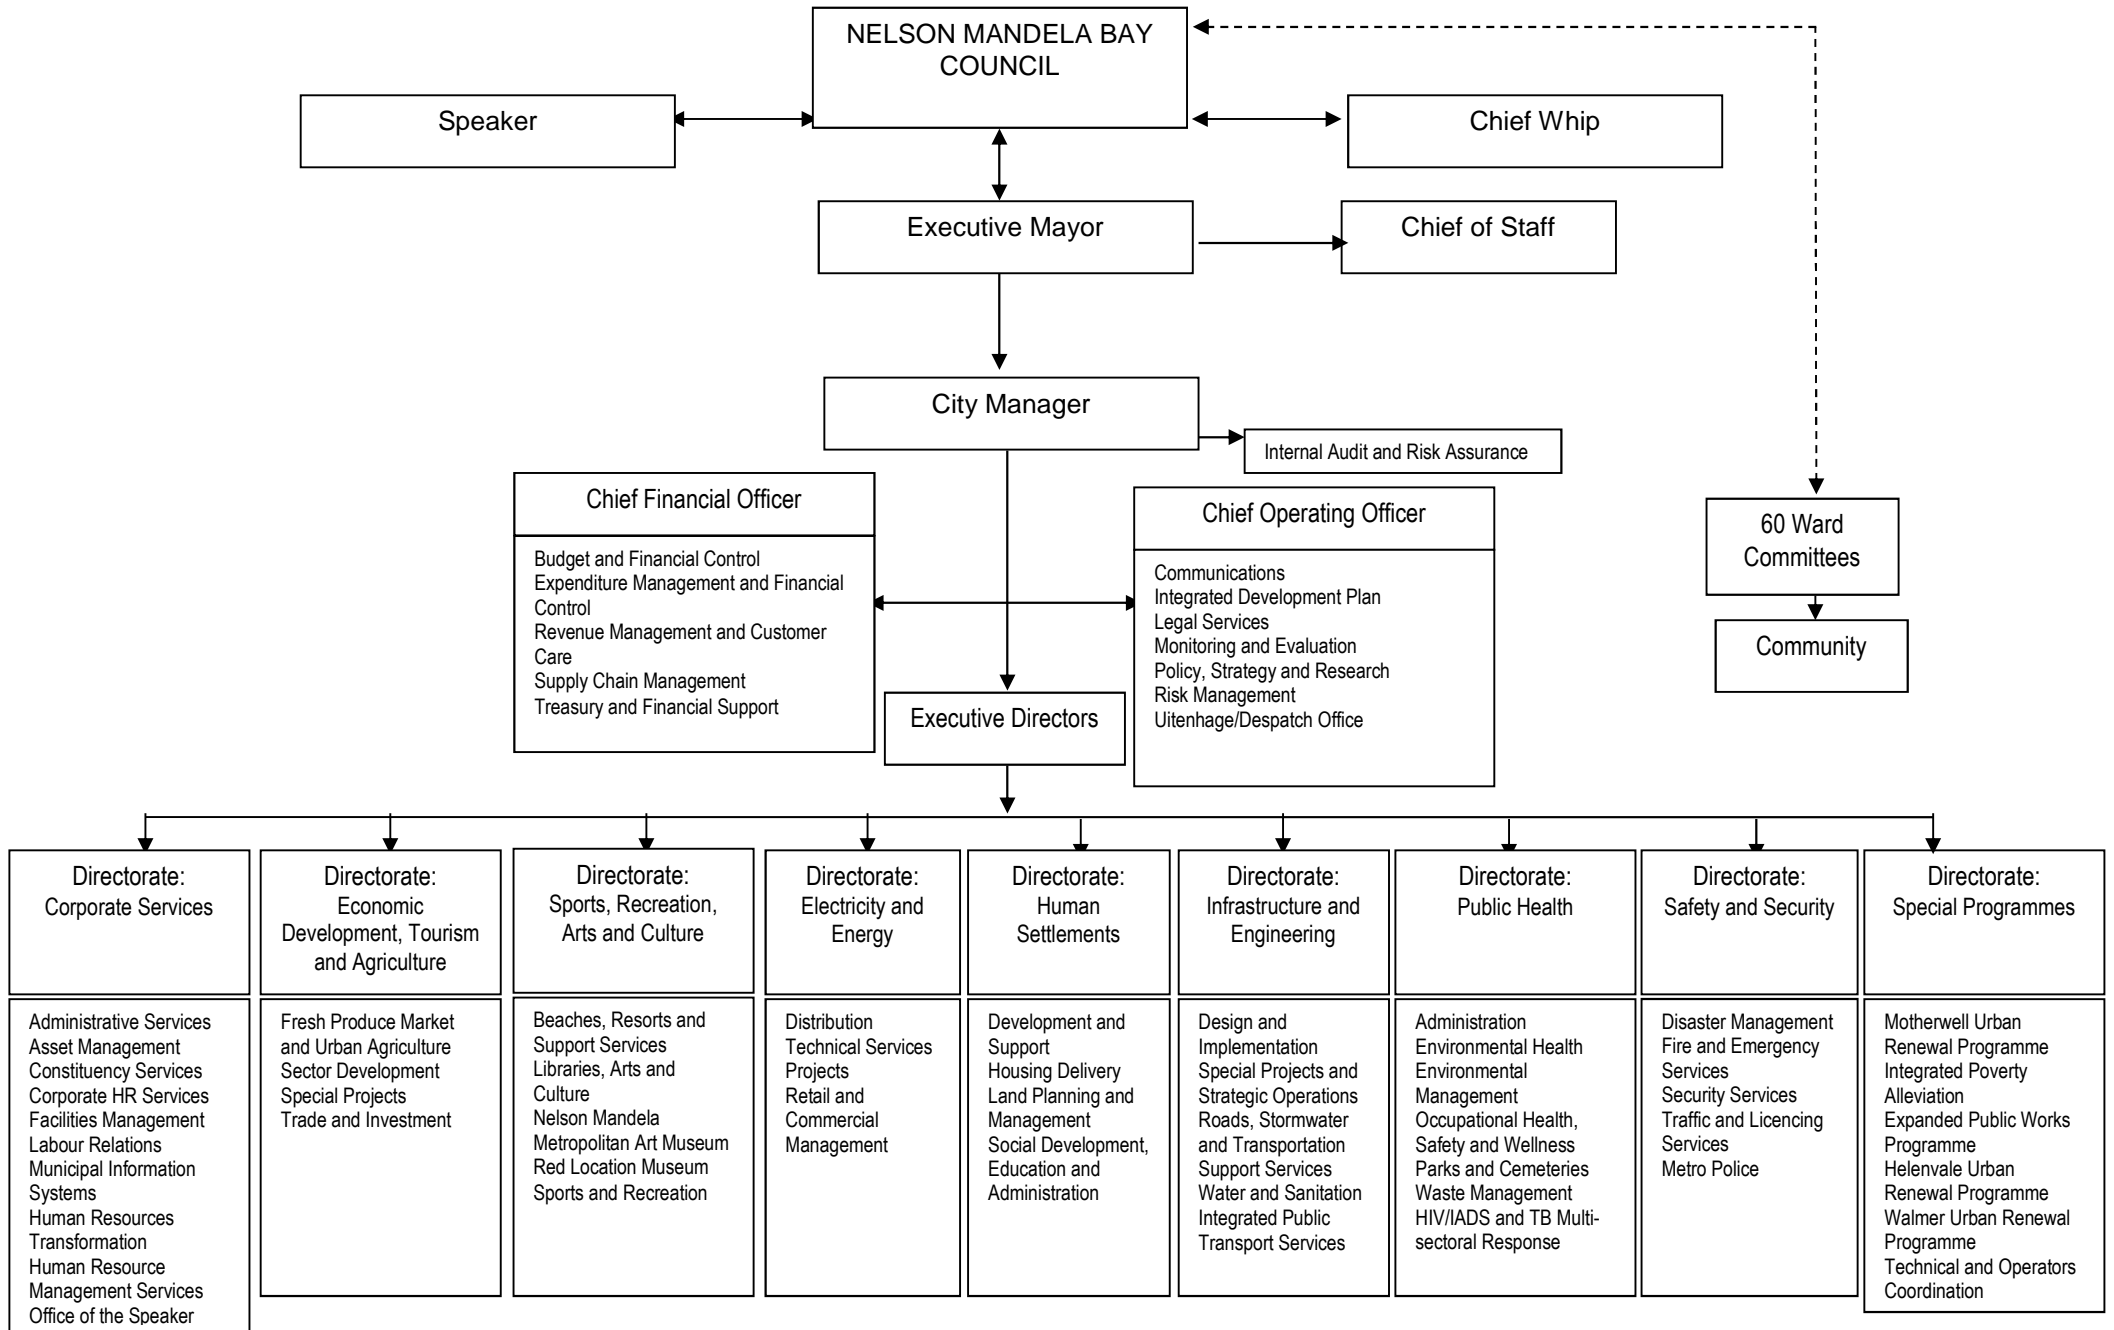 NELSON MANDELA BAY
COUNCIL
Speaker
Chief Whip
Executive Mayor
Chief of Staff
City Manager
Internal Audit and Risk Assurance
Chief Financial Officer
Budget and Financial Control
Expenditure Management and Financial
Control
Revenue Management and Customer
Care
Supply Chain Management
Treasury and Financial Support
Chief Operating Officer
Communications
Integrated Development Plan
Legal Services
Monitoring and Evaluation
Policy, Strategy and Research
Risk Management
Uitenhage/Despatch Office
60 Ward
Committees
Community
Executive Directors
Directorate:
Corporate Services
Administrative Services
Asset Management
Constituency Services
Corporate HR Services
Facilities Management
Labour Relations
Municipal Information
Systems
Human Resources
Transformation
Human Resource
Management Services
Office of the Speaker
Directorate:
Economic
Development, Tourism
and Agriculture
Fresh Produce Market
and Urban Agriculture
Sector Development
Special Projects
Trade and Investment
Directorate:
Sports, Recreation,
Arts and Culture
Beaches, Resorts and
Support Services
Libraries, Arts and
Culture
Nelson Mandela
Metropolitan Art Museum
Red Location Museum
Sports and Recreation
Directorate:
Electricity and
Energy
Distribution
Technical Services
Projects
Retail and
Commercial
Management
Directorate:
Human
Settlements
Development and
Support
Housing Delivery
Land Planning and
Management
Social Development,
Education and
Administration
Directorate:
Infrastructure and
Engineering
Design and
Implementation
Special Projects and
Strategic Operations
Roads, Stormwater
and Transportation
Support Services
Water and Sanitation
Integrated Public
Transport Services
Directorate:
Public Health
Administration
Environmental Health
Environmental
Management
Occupational Health,
Safety and Wellness
Parks and Cemeteries
Waste Management
HIV/IADS and TB Multi-
sectoral Response
Directorate:
Safety and Security
Disaster Management
Fire and Emergency
Services
Security Services
Traffic and Licencing
Services
Metro Police
Directorate:
Special Programmes
Motherwell Urban
Renewal Programme
Integrated Poverty
Alleviation
Expanded Public Works
Programme
Helenvale Urban
Renewal Programme
Walmer Urban Renewal
Programme
Technical and Operators
Coordination